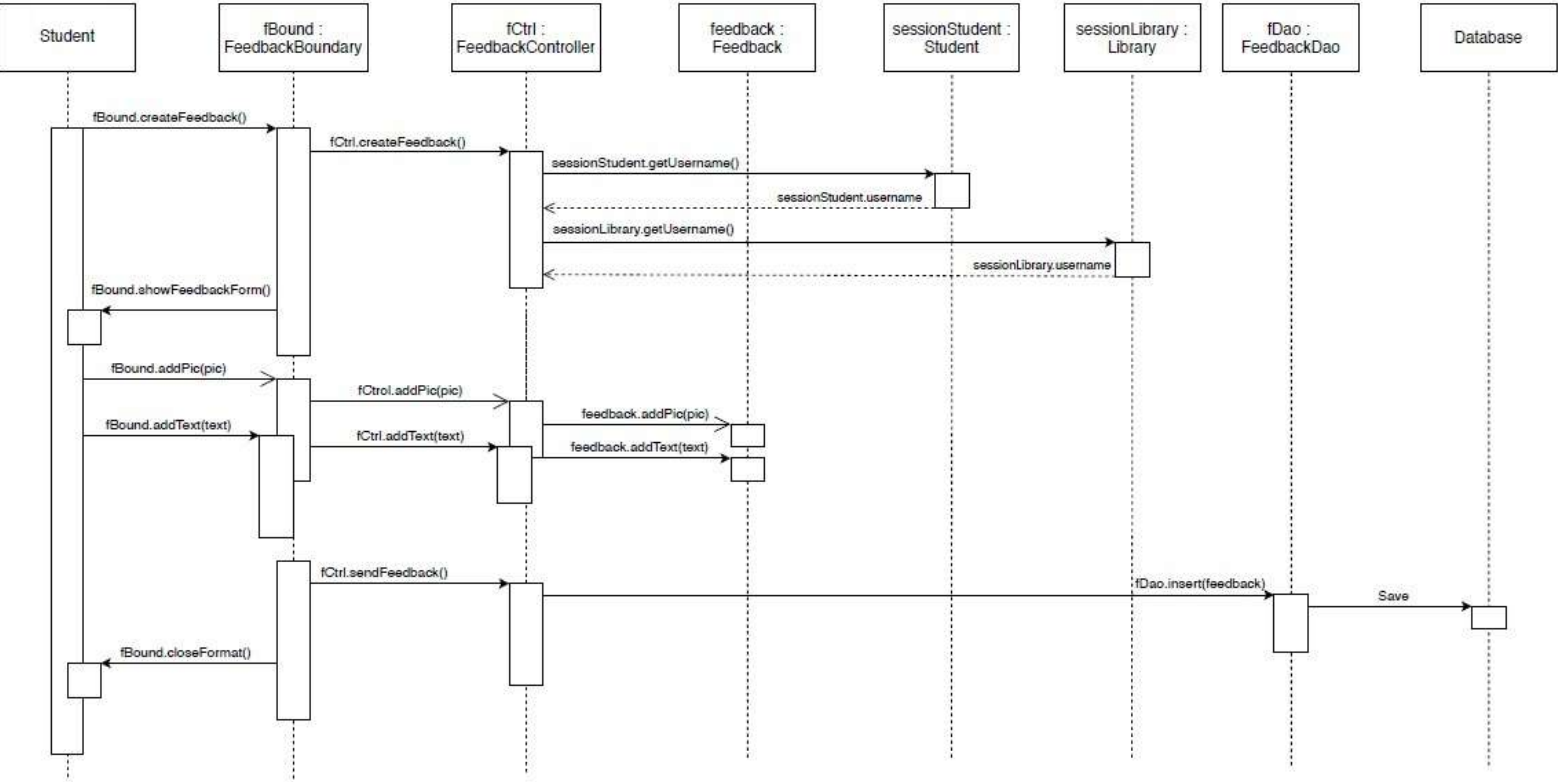 Student
fBound :
FeedbackBoundary
fCtrl :
FeedbackController
feedback :
Feedback
sessionStudent :
Student
sessionLibrary :
Library
fDao :
FeedbackDao
Database
fBound.createFeedback()
fCtrl.createFeedback()
sessionStudent.getUsername()
sessionStudent.username
sessionLibrary.getUsername()
sessionLibrary.username
fBound.showFeedbackForm()
fBound.addPic(pic)
fCtrol.addPic(pic)
feedback.addPic(pic)
fBound.addText(text)
fCtrl.addText(text)
feedback.addText(text)
fCtrl.sendFeedback()
fDao.insert(feedback)
Save
fBound.closeFormat()